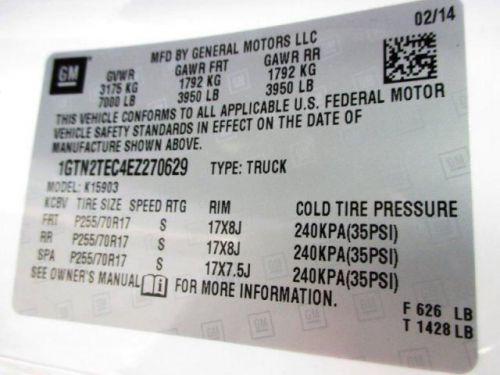 02/14
GM
MFD BY GENERAL MOTORS LLC
GVWR GAWR FRT GAWR RR
3175 KG 1792 KG 1792 KG
7000 LB 3950 LB 3950 LB
THIS VEHICLE CONFORMS TO ALL APPLICABLE U.S. FEDERAL MOTOR
VEHICLE SAFETY STANDARDS IN EFFECT ON THE DATE OF
MANUFACTURE SHOWN ABOVE.
1GTN2TEC4EZ270629 TYPE: TRUCK
MODEL: K15903
KCBV TIRE SIZE SPEED RTG RIM COLD TIRE PRESSURE
FRT P255/70R17 S 17X8J 240KPA(35PSI)
RR P255/70R17 S 17X8J 240KPA(35PSI)
SPA P255/70R17 S 17X7.5J 240KPA(35PSI)
SEE OWNER'S MANUAL i FOR MORE INFORMATION.
F 626 LB
T 1428 LB